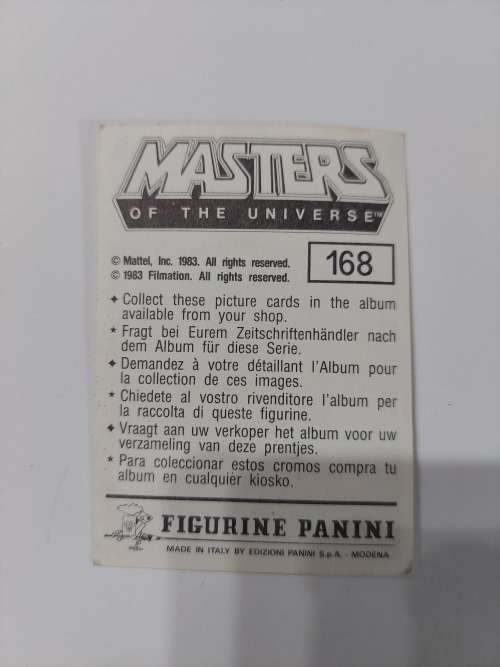 MASTERS
OF THE UNIVERSE™
© Mattel, Inc. 1983. All rights reserved.
© 1983 Filmation. All rights reserved.
168
✦ Collect these picture cards in the album
available from your shop.
★ Fragt bei Eurem Zeitschriftenhändler nach
dem Album für diese Serie.
✦ Demandez à votre détaillant l'Album pour
la collection de ces images.
★ Chiedete al vostro rivenditore l'album per
la raccolta di queste figurine.
✦ Vraagt aan uw verkoper het album voor uw
verzameling van deze prentjes.
★ Para coleccionar estos cromos compra tu
album en cualquier kiosko.
FIGURINE PANINI
MADE IN ITALY BY EDIZIONI PANINI S.p.A. - MODENA